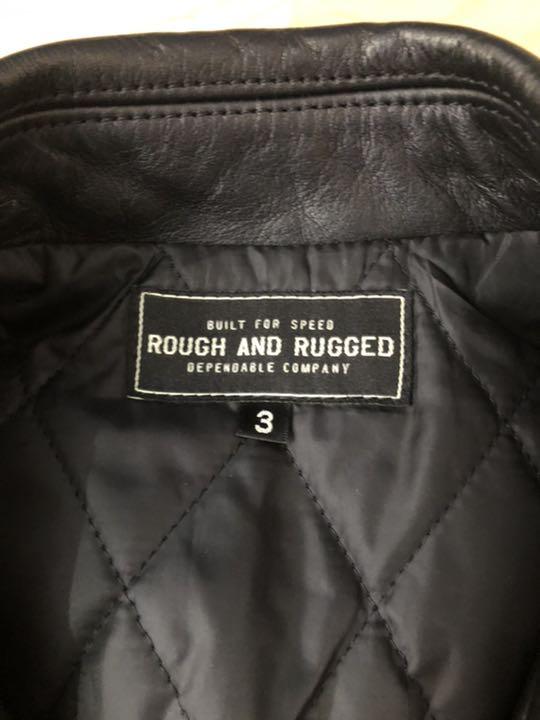 BUILT FOR SPEED
ROUGH AND RUGGED
DEPENDABLE COMPANY
3